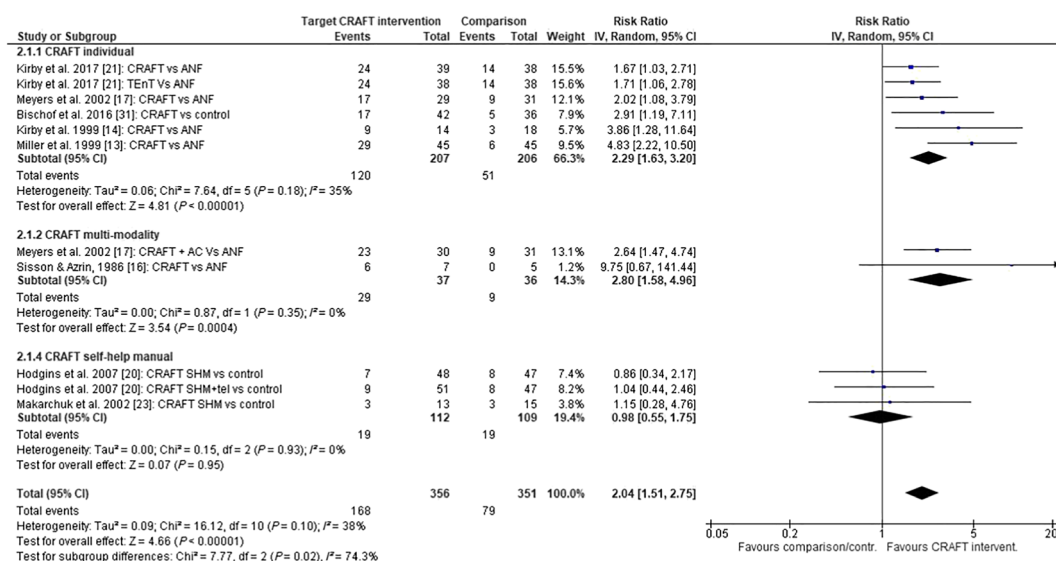 Target CRAFT intervention Comparison Risk Ratio Risk Ratio
Study or Subgroup Events Total Events Total Weight IV, Random, 95% CI IV, Random, 95% CI
2.1.1 CRAFT individual
Kirby et al. 2017 [21]: CRAFT vs ANF 24 39 14 38 15.5% 1.67 [1.03, 2.71]
Kirby et al. 2017 [21]: TEnT Vs ANF 24 38 14 38 15.6% 1.71 [1.06, 2.78]
Meyers et al. 2002 [17]: CRAFT vs ANF 17 29 9 31 12.1% 2.02 [1.08, 3.79]
Bischof et al. 2016 [31]: CRAFT vs control 17 42 5 36 7.9% 2.91 [1.19, 7.11]
Kirby et al. 1999 [14]: CRAFT vs ANF 9 14 3 18 5.7% 3.86 [1.28, 11.64]
Miller et al. 1999 [13]: CRAFT vs ANF 29 45 6 45 9.5% 4.83 [2.22, 10.50]
Subtotal (95% CI) 207 206 66.3% 2.29 [1.63, 3.20]
Total events 120 51
Heterogeneity: Tau² = 0.06; Chi² = 7.64, df = 5 (P = 0.18); I² = 35%
Test for overall effect: Z = 4.81 (P < 0.00001)
2.1.2 CRAFT multi-modality
Meyers et al. 2002 [17]: CRAFT + AC Vs ANF 23 30 9 31 13.1% 2.64 [1.47, 4.74]
Sisson & Azrin, 1986 [16]: CRAFT vs ANF 6 7 0 5 1.2% 9.75 [0.67, 141.44]
Subtotal (95% CI) 37 36 14.3% 2.80 [1.58, 4.96]
Total events 29 9
Heterogeneity: Tau² = 0.00; Chi² = 0.87, df = 1 (P = 0.35); I² = 0%
Test for overall effect: Z = 3.54 (P = 0.0004)
2.1.4 CRAFT self-help manual
Hodgins et al. 2007 [20]: CRAFT SHM vs control 7 48 8 47 7.4% 0.86 [0.34, 2.17]
Hodgins et al. 2007 [20]: CRAFT SHM+tel vs control 9 51 8 47 8.2% 1.04 [0.44, 2.46]
Makarchuk et al. 2002 [23]: CRAFT SHM vs control 3 13 3 15 3.8% 1.15 [0.28, 4.76]
Subtotal (95% CI) 112 109 19.4% 0.98 [0.55, 1.75]
Total events 19 19
Heterogeneity: Tau² = 0.00; Chi² = 0.15, df = 2 (P = 0.93); I² = 0%
Test for overall effect: Z = 0.07 (P = 0.95)
Total (95% CI) 356 351 100.0% 2.04 [1.51, 2.75]
Total events 168 79
Heterogeneity: Tau² = 0.09; Chi² = 16.12, df = 10 (P = 0.10); I² = 38%
Test for overall effect: Z = 4.66 (P < 0.00001)
Test for subgroup differences: Chi² = 7.77, df = 2 (P = 0.02), I² = 74.3%
0.05 0.2 1 5 20
Favours comparison/contr. Favours CRAFT intervent.